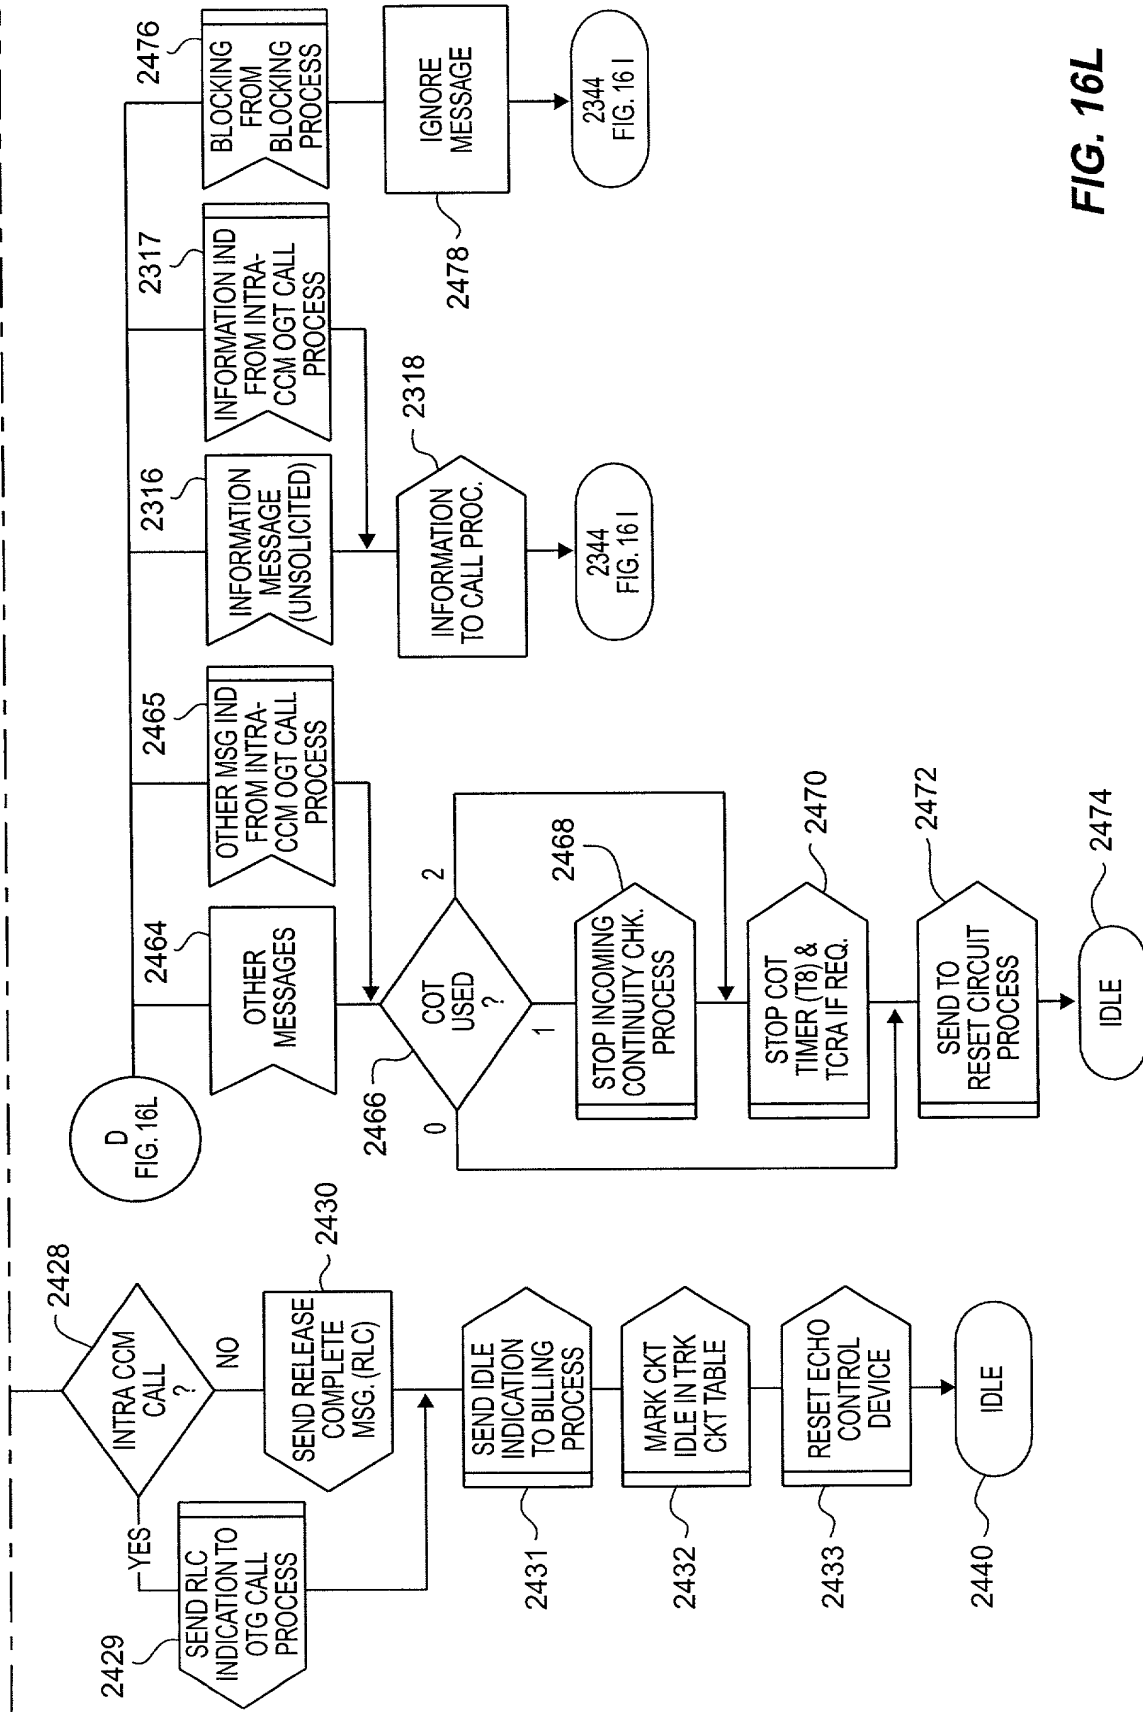 2428
INTRA CCM
CALL
?
YES
NO
2429
SEND RLC
INDICATION TO
OTG CALL
PROCESS
2430
SEND RELEASE
COMPLETE
MSG. (RLC)
2431
SEND IDLE
INDICATION
TO BILLING
PROCESS
2432
MARK CKT
IDLE IN TRK
CKT TABLE
2433
RESET ECHO
CONTROL
DEVICE
2440
IDLE
D
FIG. 16L
2464
OTHER
MESSAGES
2465
OTHER MSG IND
FROM INTRA-
CCM OGT CALL
PROCESS
2466
COT
USED
?
0
1
2
2468
STOP INCOMING
CONTINUITY CHK.
PROCESS
2470
STOP COT
TIMER (T8) &
TCRA IF REQ.
2472
SEND TO
RESET CIRCUIT
PROCESS
2474
IDLE
2316
INFORMATION
MESSAGE
(UNSOLICITED)
2317
INFORMATION IND
FROM INTRA-
CCM OGT CALL
PROCESS
2318
INFORMATION
TO CALL PROC.
2344
FIG. 16 I
2476
BLOCKING
FROM
BLOCKING
PROCESS
2478
IGNORE
MESSAGE
2344
FIG. 16 I
FIG. 16L